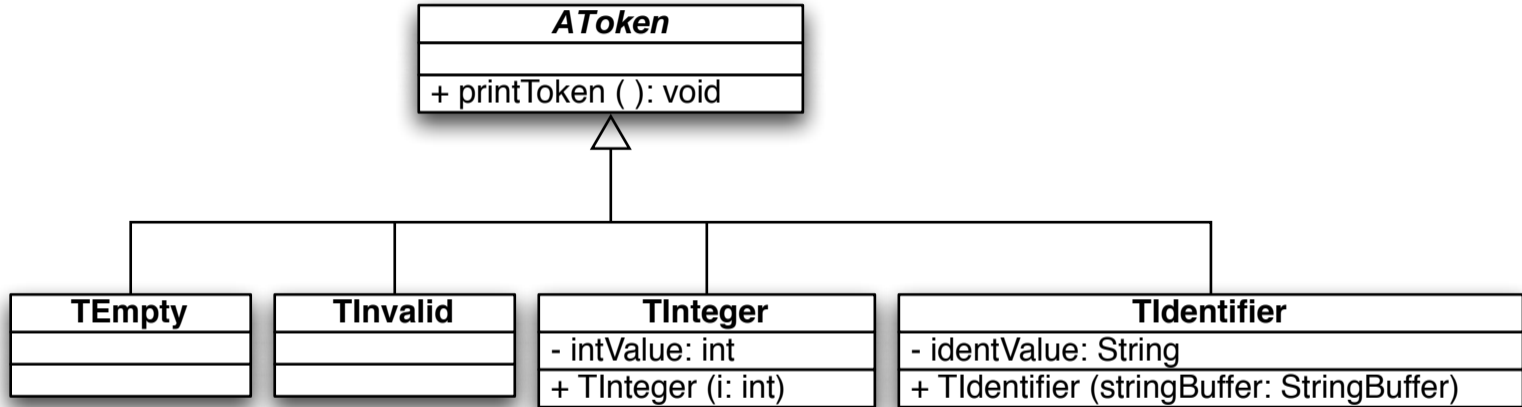 AToken
+ printToken ( ): void
TEmpty
TInvalid
TInteger
- intValue: int
+ TInteger (i: int)
TIdentifier
- identValue: String
+ TIdentifier (stringBuffer: StringBuffer)